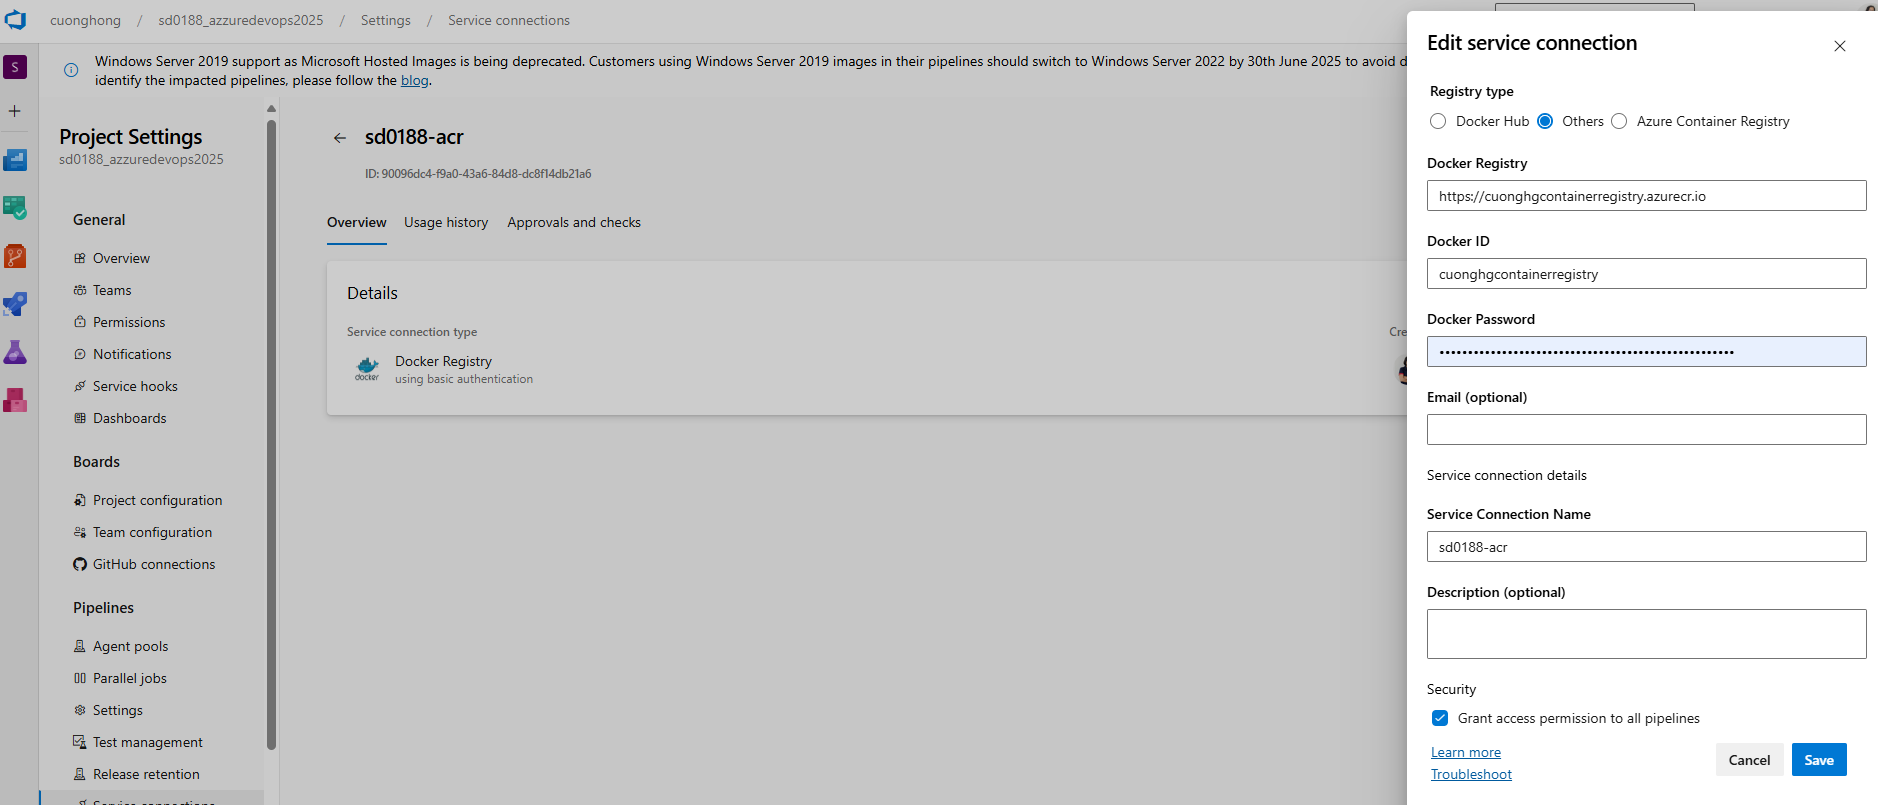 cuonghong / sd0188_azzuredevops2025 / Settings / Service connections
Windows Server 2019 support as Microsoft Hosted Images is being deprecated. Customers using Windows Server 2019 images in their pipelines should switch to Windows Server 2022 by 30th June 2025 to avoid d
identify the impacted pipelines, please follow the blog.
S
Project Settings
sd0188_azzuredevops2025
General
Overview
Teams
Permissions
Notifications
Service hooks
Dashboards
Boards
Project configuration
Team configuration
GitHub connections
Pipelines
Agent pools
Parallel jobs
Settings
Test management
Release retention
Service connections
sd0188-acr
ID: 90096dc4-f9a0-43a6-84d8-dc8f14db21a6
Overview Usage history Approvals and checks
Details
Service connection type
Cre
docker
Docker Registry
using basic authentication
Edit service connection
Registry type
Docker Hub Others Azure Container Registry
Docker Registry
https://cuonghgcontainerregistry.azurecr.io
Docker ID
cuonghgcontainerregistry
Docker Password
Email (optional)
Service connection details
Service Connection Name
sd0188-acr
Description (optional)
Security
Grant access permission to all pipelines
Learn more
Troubleshoot
Cancel
Save